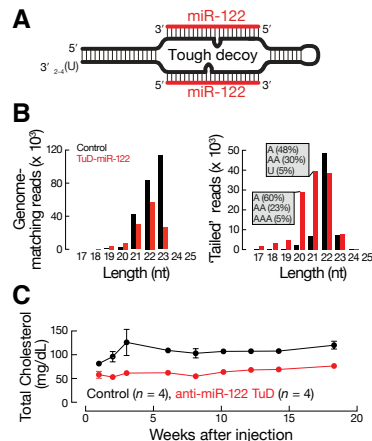 A
miR-122
3′ 5′
5′
3′ 2–4(U)
Tough decoy
3′ 5′
miR-122
B
Control
TuD-miR-122
Genome-
matching reads (x 10³)
120
80
40
0
17 18 19 20 21 22 23 24 25
Length (nt)
'Tailed' reads (x 10³)
50
40
30
20
10
0
A (48%)
AA (30%)
U (5%)
A (60%)
AA (23%)
AAA (5%)
17 18 19 20 21 22 23 24 25
Length (nt)
C
Total Cholesterol
(mg/dL)
150
100
50
0
Control (n = 4), anti-miR-122 TuD (n = 4)
0 5 10 15 20
Weeks after injection